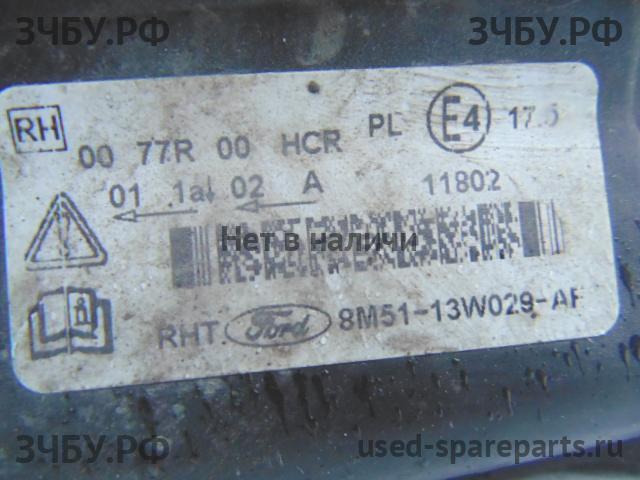 ЗЧБУ.РФ ЗЧБУ.РФ
RH
00 77R 00 HCR PL E4 17.5
01 1a 02 A 11802
Нет в наличи
RHT. Ford 8M51-13W029-AF
ЗЧБУ.РФ used-spareparts.ru